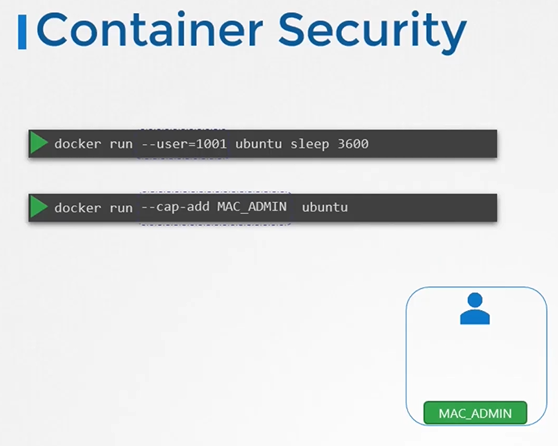 Container Security
docker run --user=1001 ubuntu sleep 3600
docker run --cap-add MAC_ADMIN ubuntu
MAC_ADMIN